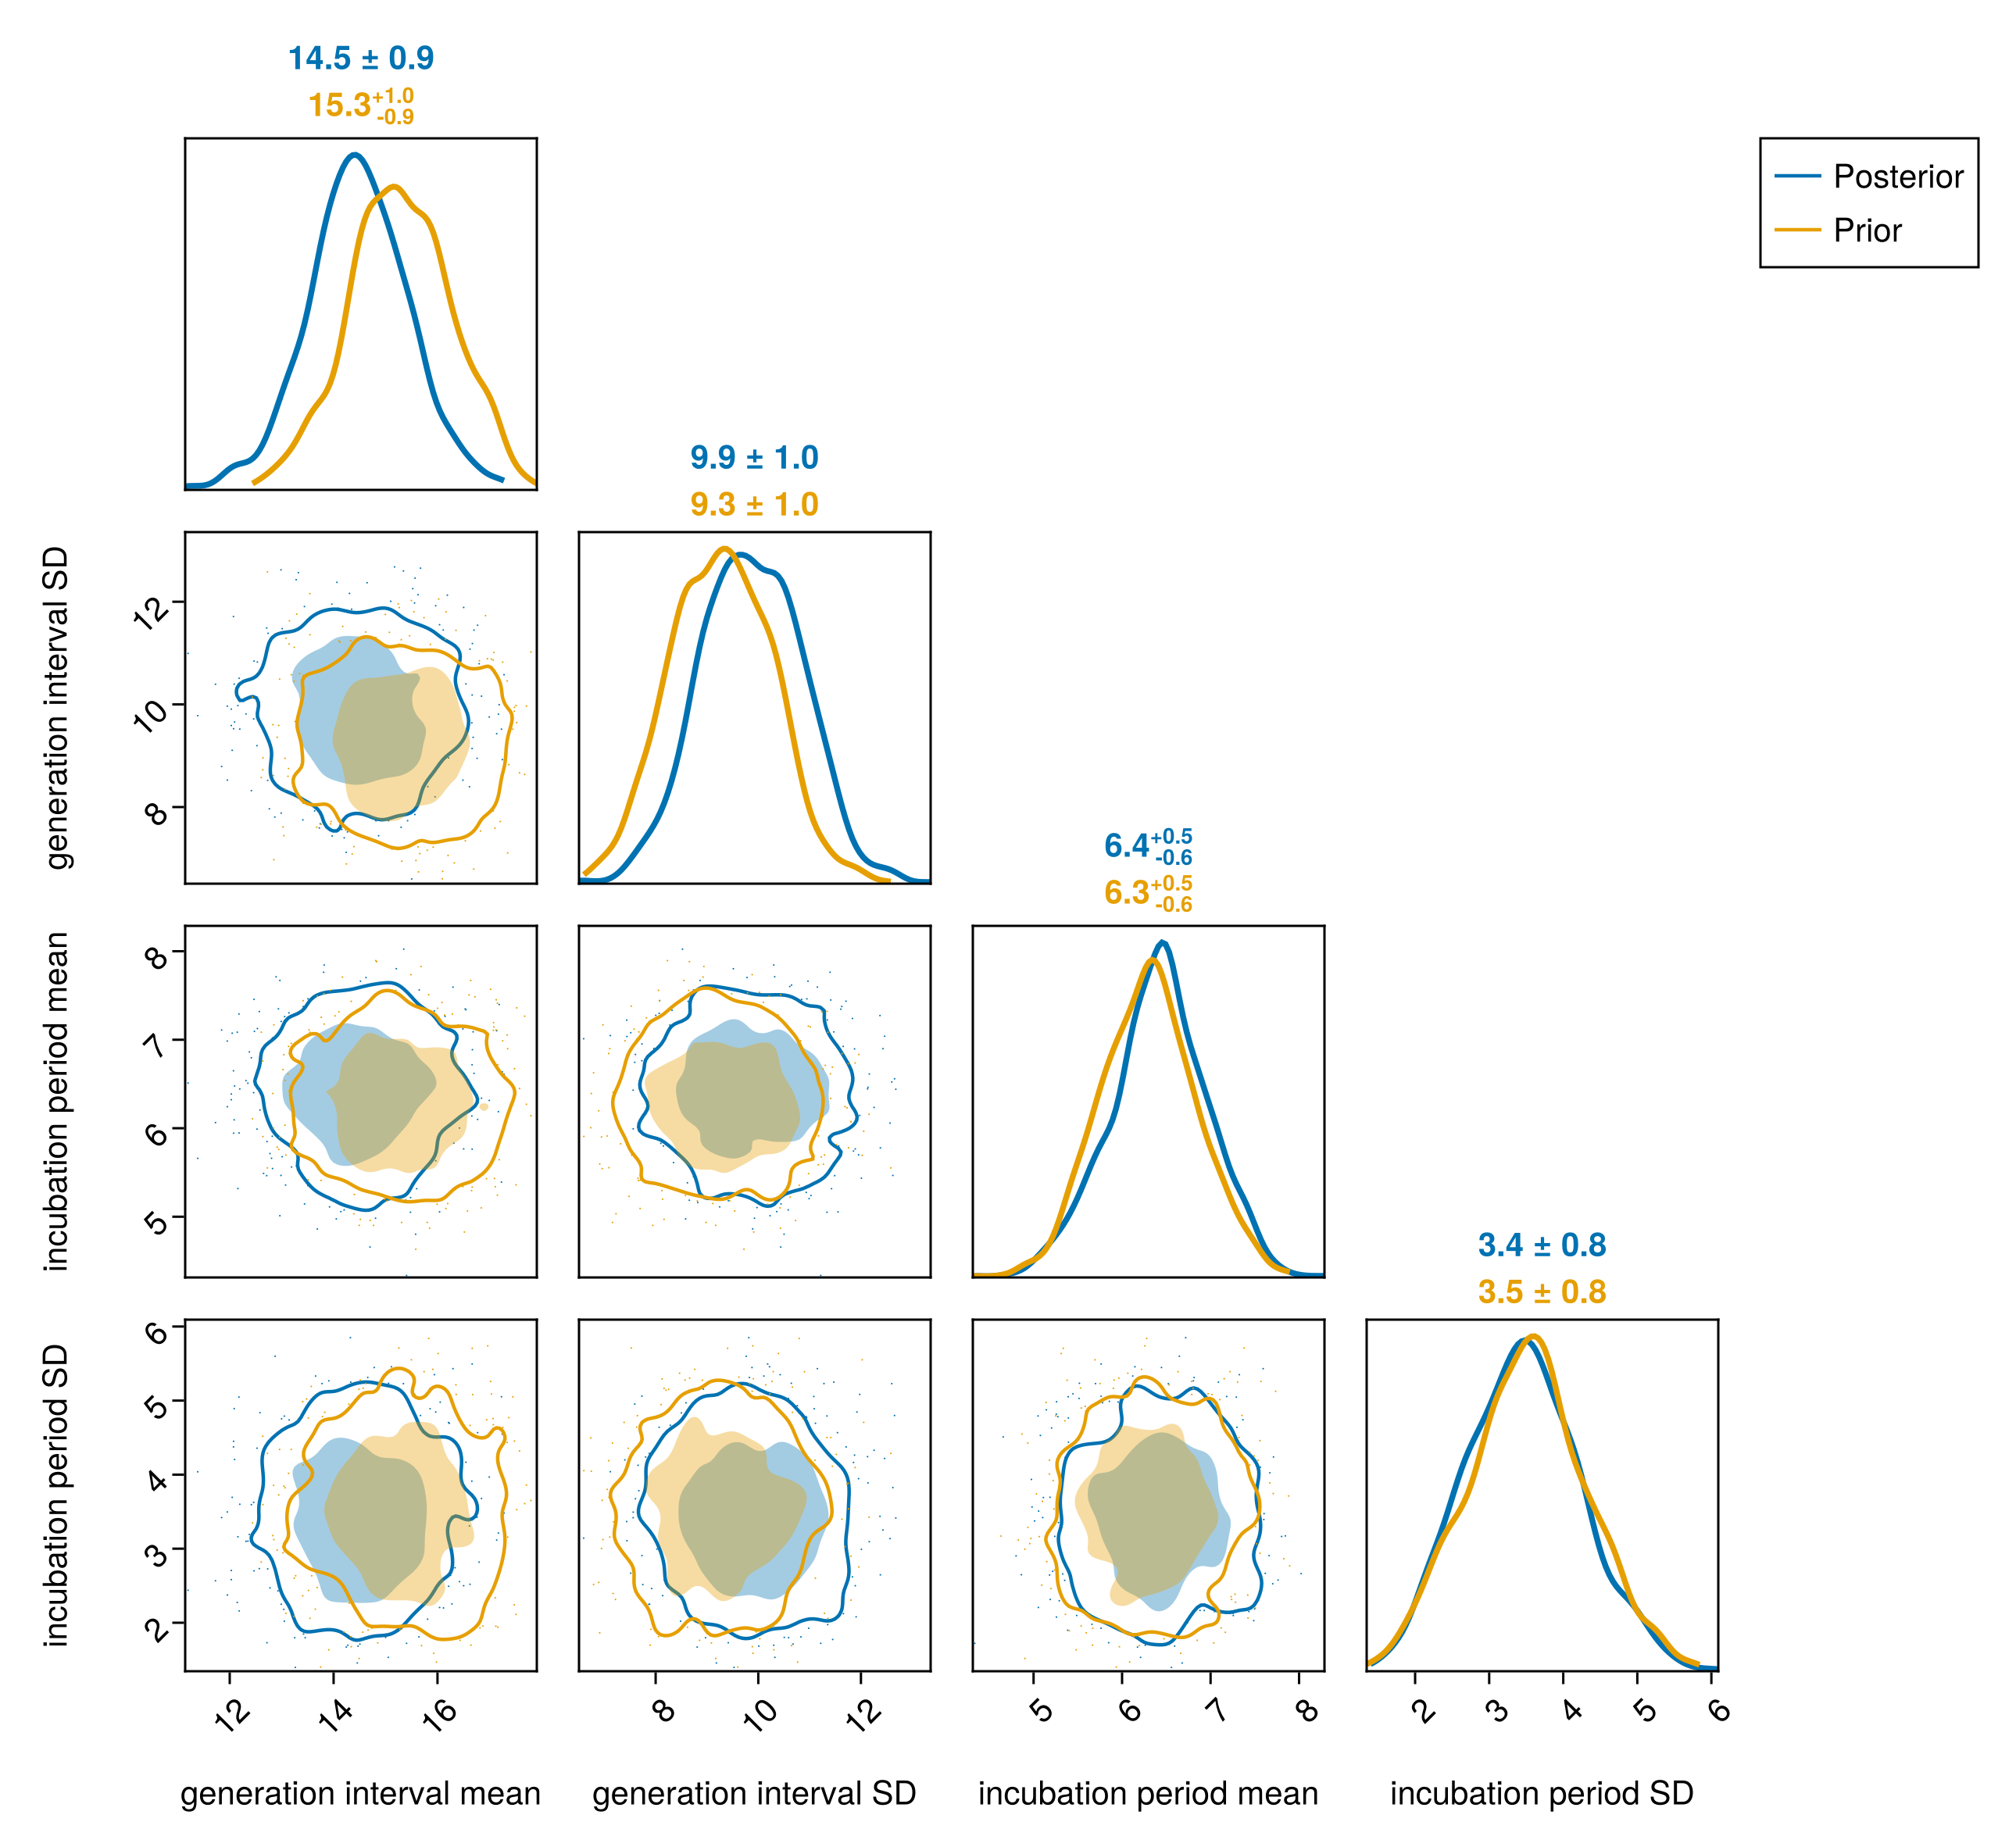 14.5 ± 0.9
15.3 +1.0 -0.9
Posterior
Prior
9.9 ± 1.0
9.3 ± 1.0
generation interval SD
12
10
8
6.4 +0.5 -0.6
6.3 +0.5 -0.6
incubation period mean
8
7
6
5
3.4 ± 0.8
3.5 ± 0.8
incubation period SD
6
5
4
3
2
12 14 16
8 10 12
5 6 7 8
2 3 4 5 6
generation interval mean
generation interval SD
incubation period mean
incubation period SD